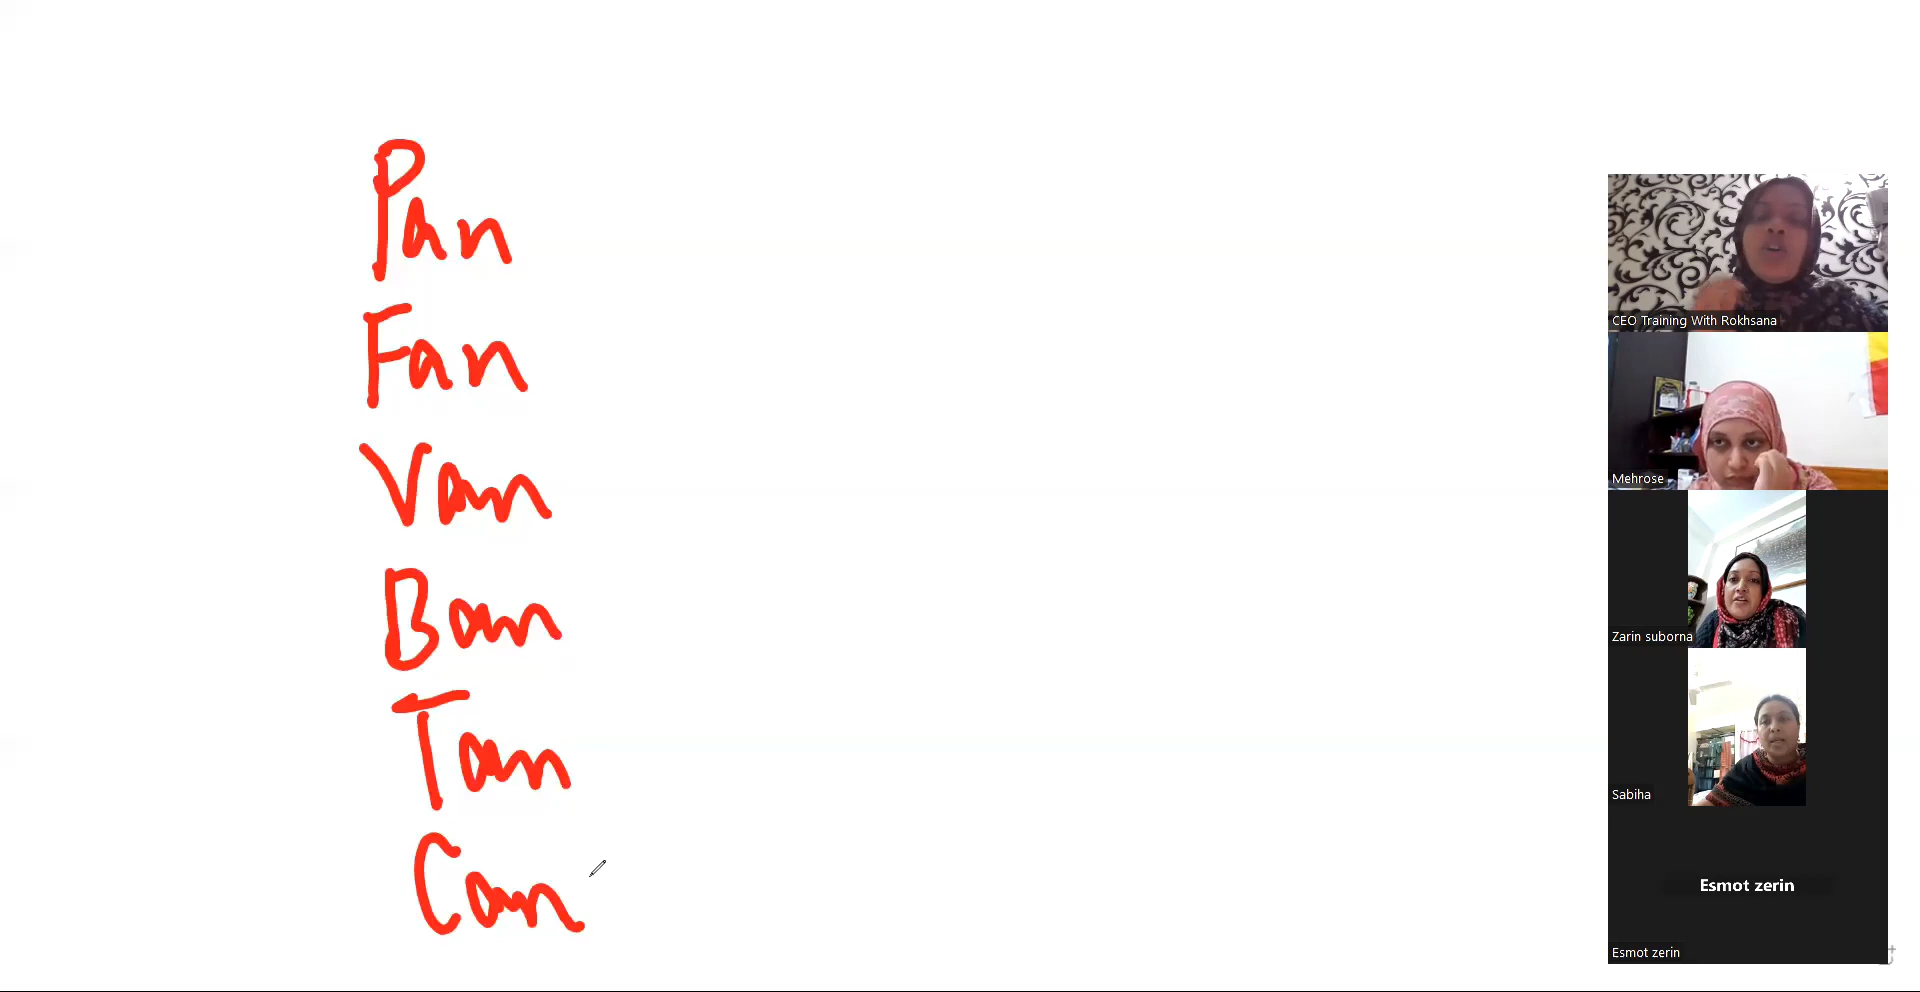 Pan
Fan
Van
Ban
Tan
Can
CEO Training With Rokhsana
Mehrose
Zarin suborna
Sabiha
Esmot zerin
Esmot zerin